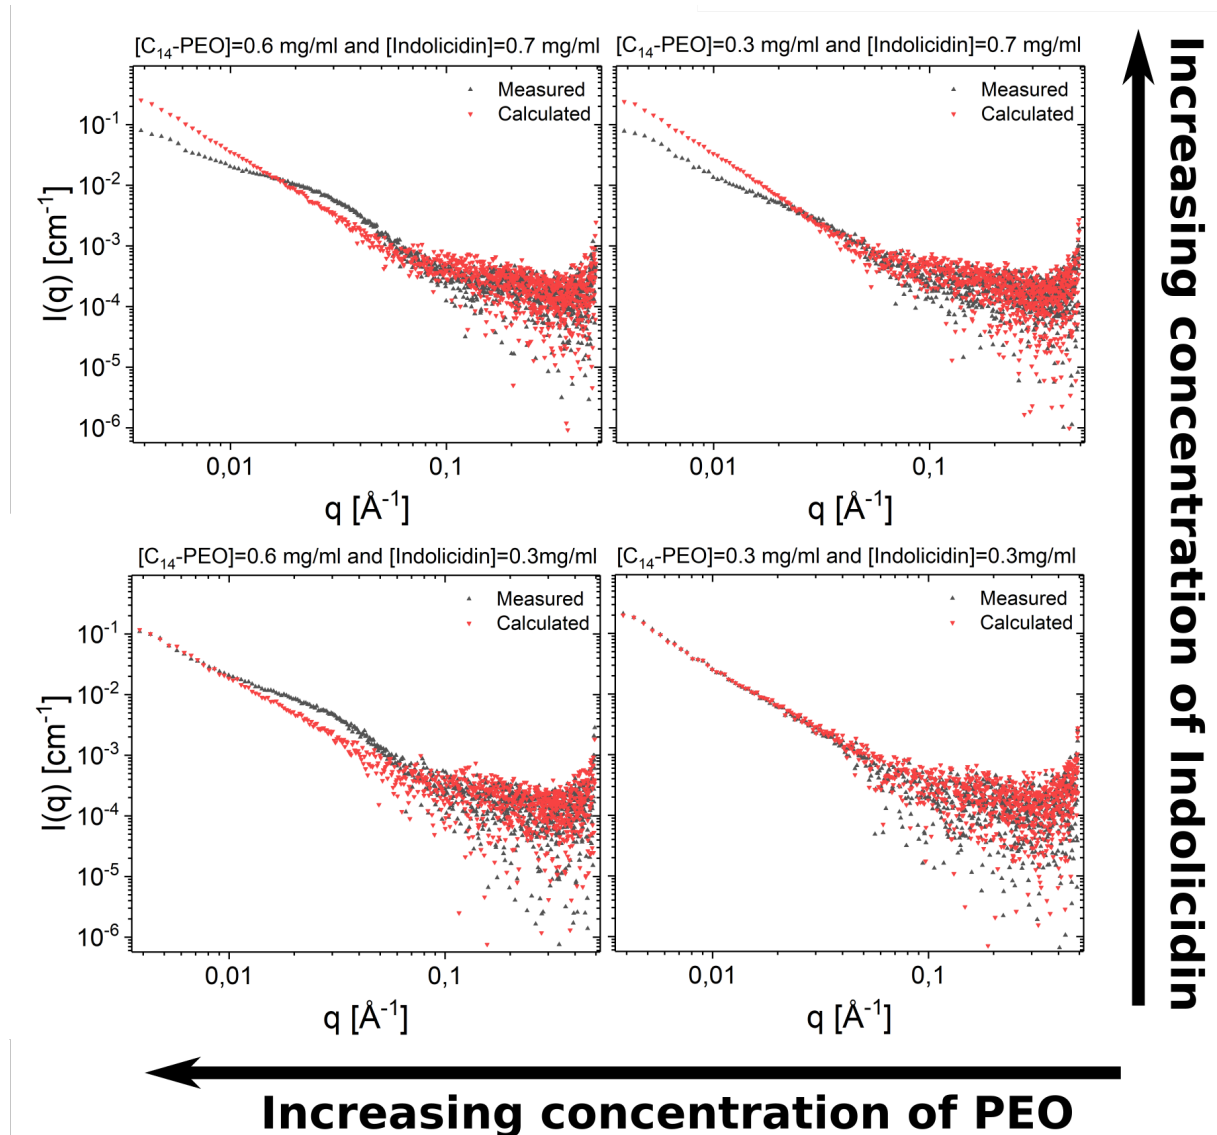 [C₁₄-PEO]=0.6 mg/ml and [Indolicidin]=0.7 mg/ml
Measured
Calculated
10⁻¹
10⁻²
10⁻³
10⁻⁴
10⁻⁵
10⁻⁶
I(q) [cm⁻¹]
0,01 0,1
q [Å⁻¹]
[C₁₄-PEO]=0.3 mg/ml and [Indolicidin]=0.7 mg/ml
Measured
Calculated
0,01 0,1
q [Å⁻¹]
[C₁₄-PEO]=0.6 mg/ml and [Indolicidin]=0.3mg/ml
Measured
Calculated
10⁻¹
10⁻²
10⁻³
10⁻⁴
10⁻⁵
10⁻⁶
I(q) [cm⁻¹]
0,01 0,1
q [Å⁻¹]
[C₁₄-PEO]=0.3 mg/ml and [Indolicidin]=0.3mg/ml
Measured
Calculated
0,01 0,1
q [Å⁻¹]
Increasing concentration of Indolicidin
Increasing concentration of PEO